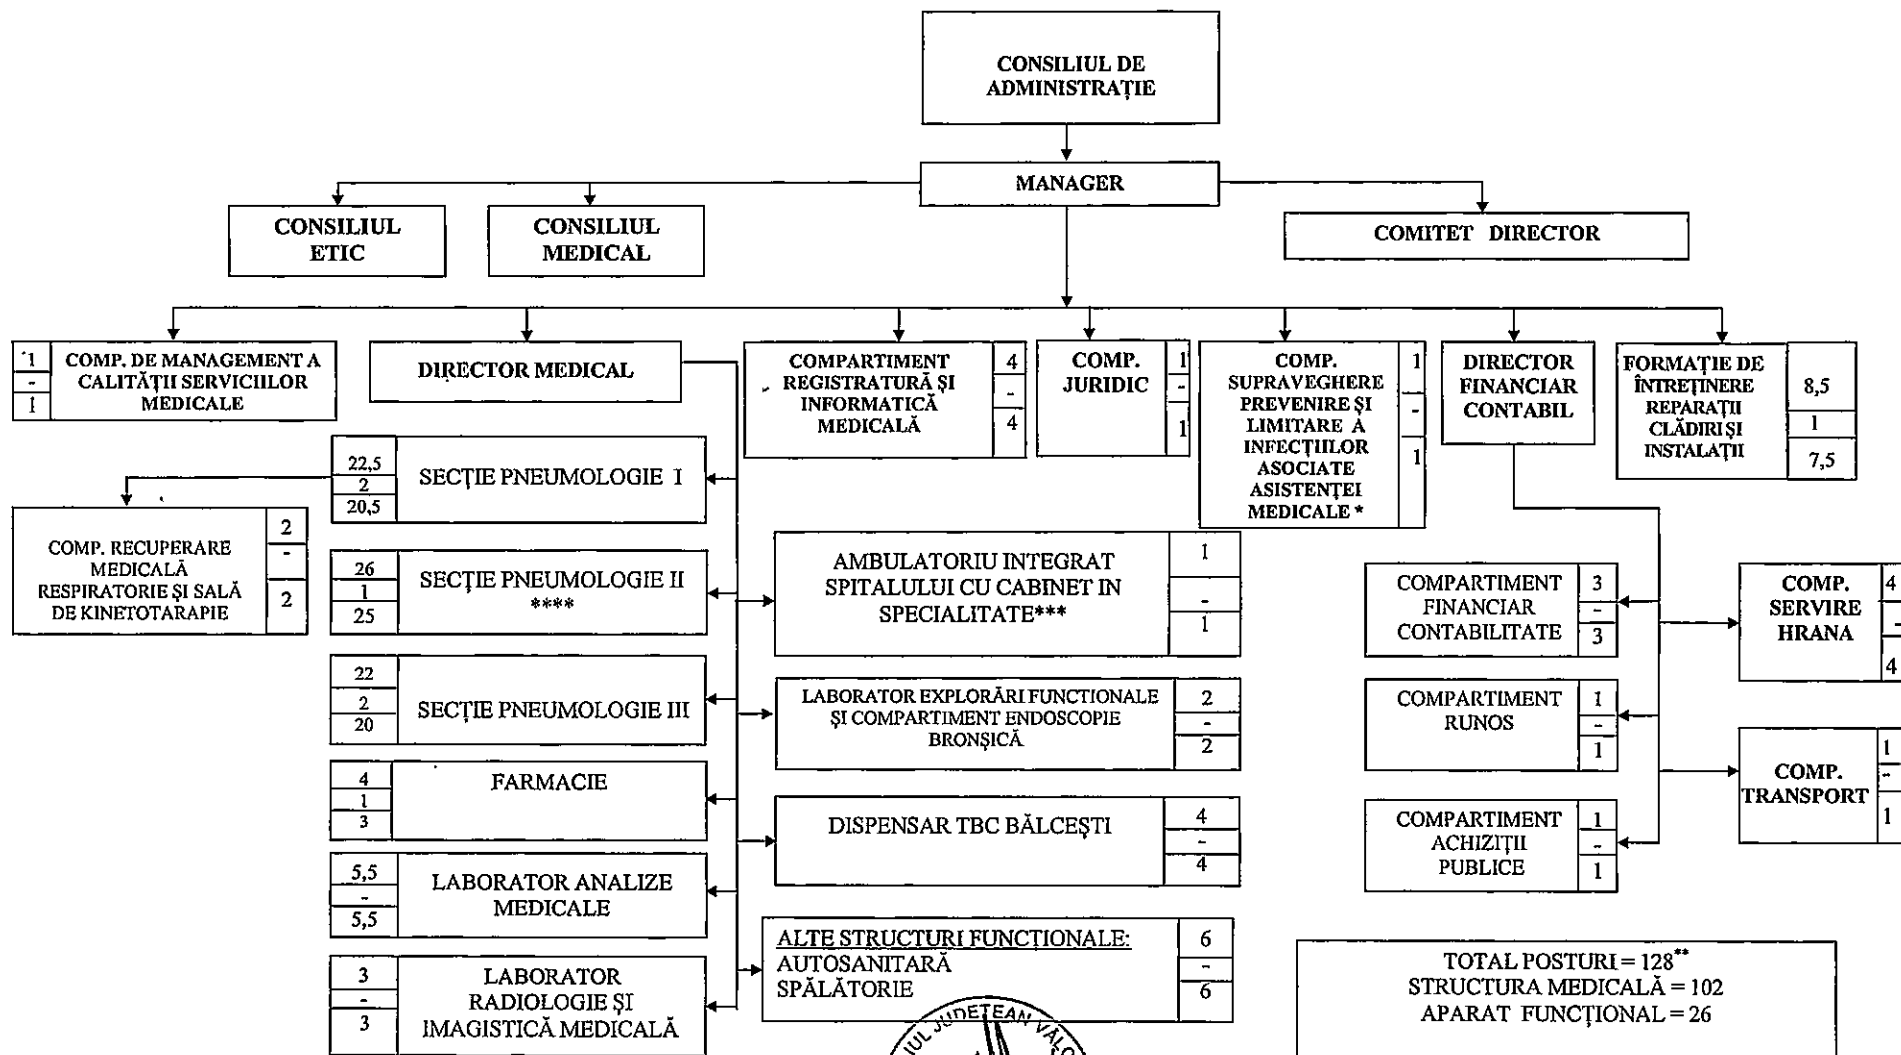 CONSILIUL DE
ADMINISTRAȚIE
MANAGER
CONSILIUL
ETIC
CONSILIUL
MEDICAL
COMITET DIRECTOR
1
-
1
COMP. DE MANAGEMENT A
CALITĂȚII SERVICIILOR
MEDICALE
DIRECTOR MEDICAL
COMPARTIMENT
REGISTRATURĂ ȘI
INFORMATICĂ
MEDICALĂ
4
-
4
COMP.
JURIDIC
1
-
1
COMP.
SUPRAVEGHERE
PREVENIRE ȘI
LIMITARE A
INFECȚIILOR
ASOCIATE
ASISTENȚEI
MEDICALE *
1
-
1
DIRECTOR
FINANCIAR
CONTABIL
FORMAȚIE DE
ÎNTREȚINERE
REPARAȚII
CLĂDIRI ȘI
INSTALAȚII
8,5
1
7,5
22,5
2
20,5
SECȚIE PNEUMOLOGIE I
COMP. RECUPERARE
MEDICALĂ
RESPIRATORIE ȘI SALĂ
DE KINETOTARAPIE
2
-
2
26
1
25
SECȚIE PNEUMOLOGIE II
****
22
2
20
SECȚIE PNEUMOLOGIE III
4
1
3
FARMACIE
5,5
-
5,5
LABORATOR ANALIZE
MEDICALE
3
-
3
LABORATOR
RADIOLOGIE ȘI
IMAGISTICĂ MEDICALĂ
AMBULATORIU INTEGRAT
SPITALULUI CU CABINET IN
SPECIALITATE***
1
-
1
LABORATOR EXPLORĂRI FUNCTIONALE
ȘI COMPARTIMENT ENDOSCOPIE
BRONȘICĂ
2
-
2
DISPENSAR TBC BĂLCEȘTI
4
-
4
ALTE STRUCTURI FUNCȚIONALE:
AUTOSANITARĂ
SPĂLĂTORIE
6
-
6
COMPARTIMENT
FINANCIAR
CONTABILITATE
3
-
3
COMPARTIMENT
RUNOS
1
-
1
COMPARTIMENT
ACHIZIȚII
PUBLICE
1
-
1
COMP.
SERVIRE
HRANA
4
-
4
COMP.
TRANSPORT
1
-
1
TOTAL POSTURI = 128**
STRUCTURA MEDICALĂ = 102
APARAT FUNCȚIONAL = 26
JUDEȚEAN